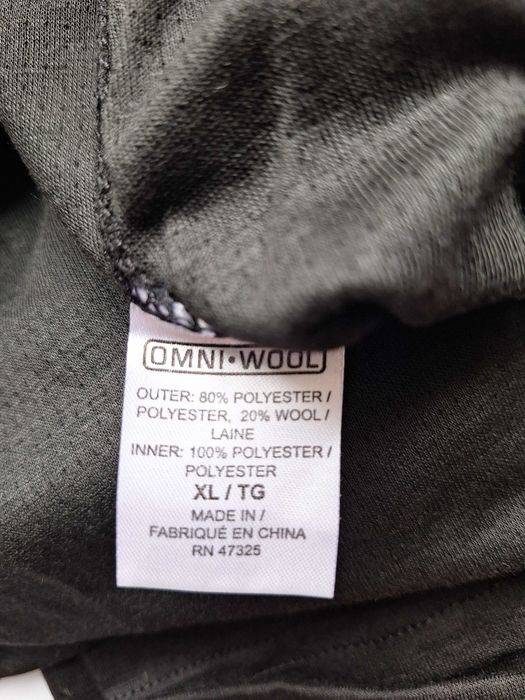 OMNI•WOOL
OUTER: 80% POLYESTER /
POLYESTER, 20% WOOL /
LAINE
INNER: 100% POLYESTER /
POLYESTER
XL / TG
MADE IN /
FABRIQUÉ EN CHINA
RN 47325